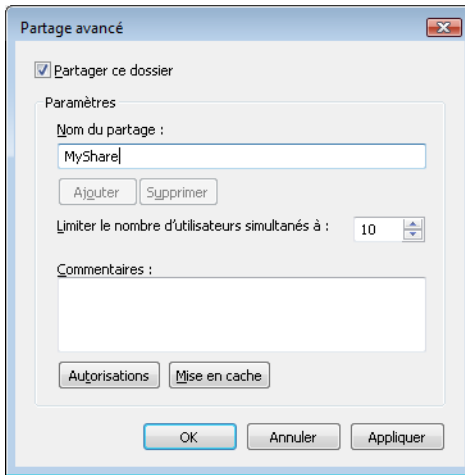 Partage avancé
Partager ce dossier
Paramètres
Nom du partage :
MyShare
Ajouter Supprimer
Limiter le nombre d'utilisateurs simultanés à : 10
Commentaires :
Autorisations Mise en cache
OK Annuler Appliquer